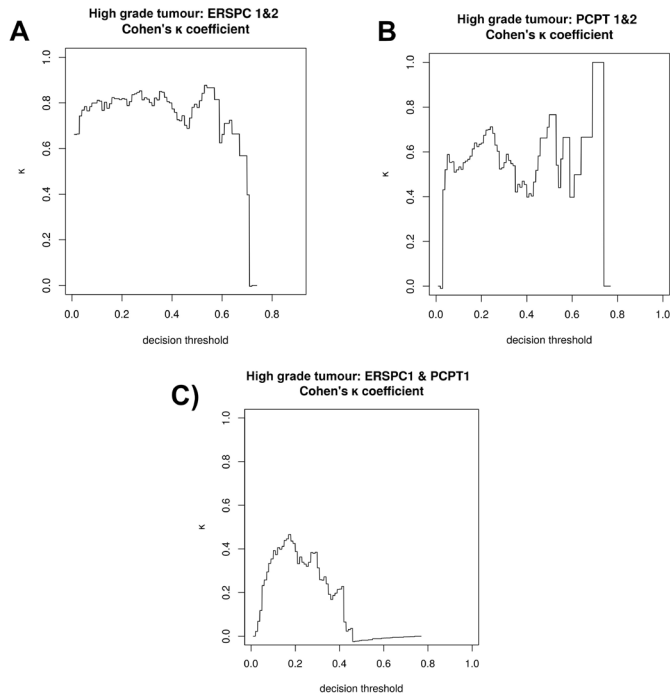 A
High grade tumour: ERSPC 1&2
Cohen's κ coefficient
1.0
0.8
0.6
0.4
0.2
0.0
κ
0.0 0.2 0.4 0.6 0.8
decision threshold
B
High grade tumour: PCPT 1&2
Cohen's κ coefficient
1.0
0.8
0.6
0.4
0.2
0.0
κ
0.0 0.2 0.4 0.6 0.8 1.0
decision threshold
C)
High grade tumour: ERSPC1 & PCPT1
Cohen's κ coefficient
1.0
0.8
0.6
0.4
0.2
0.0
κ
0.0 0.2 0.4 0.6 0.8 1.0
decision threshold